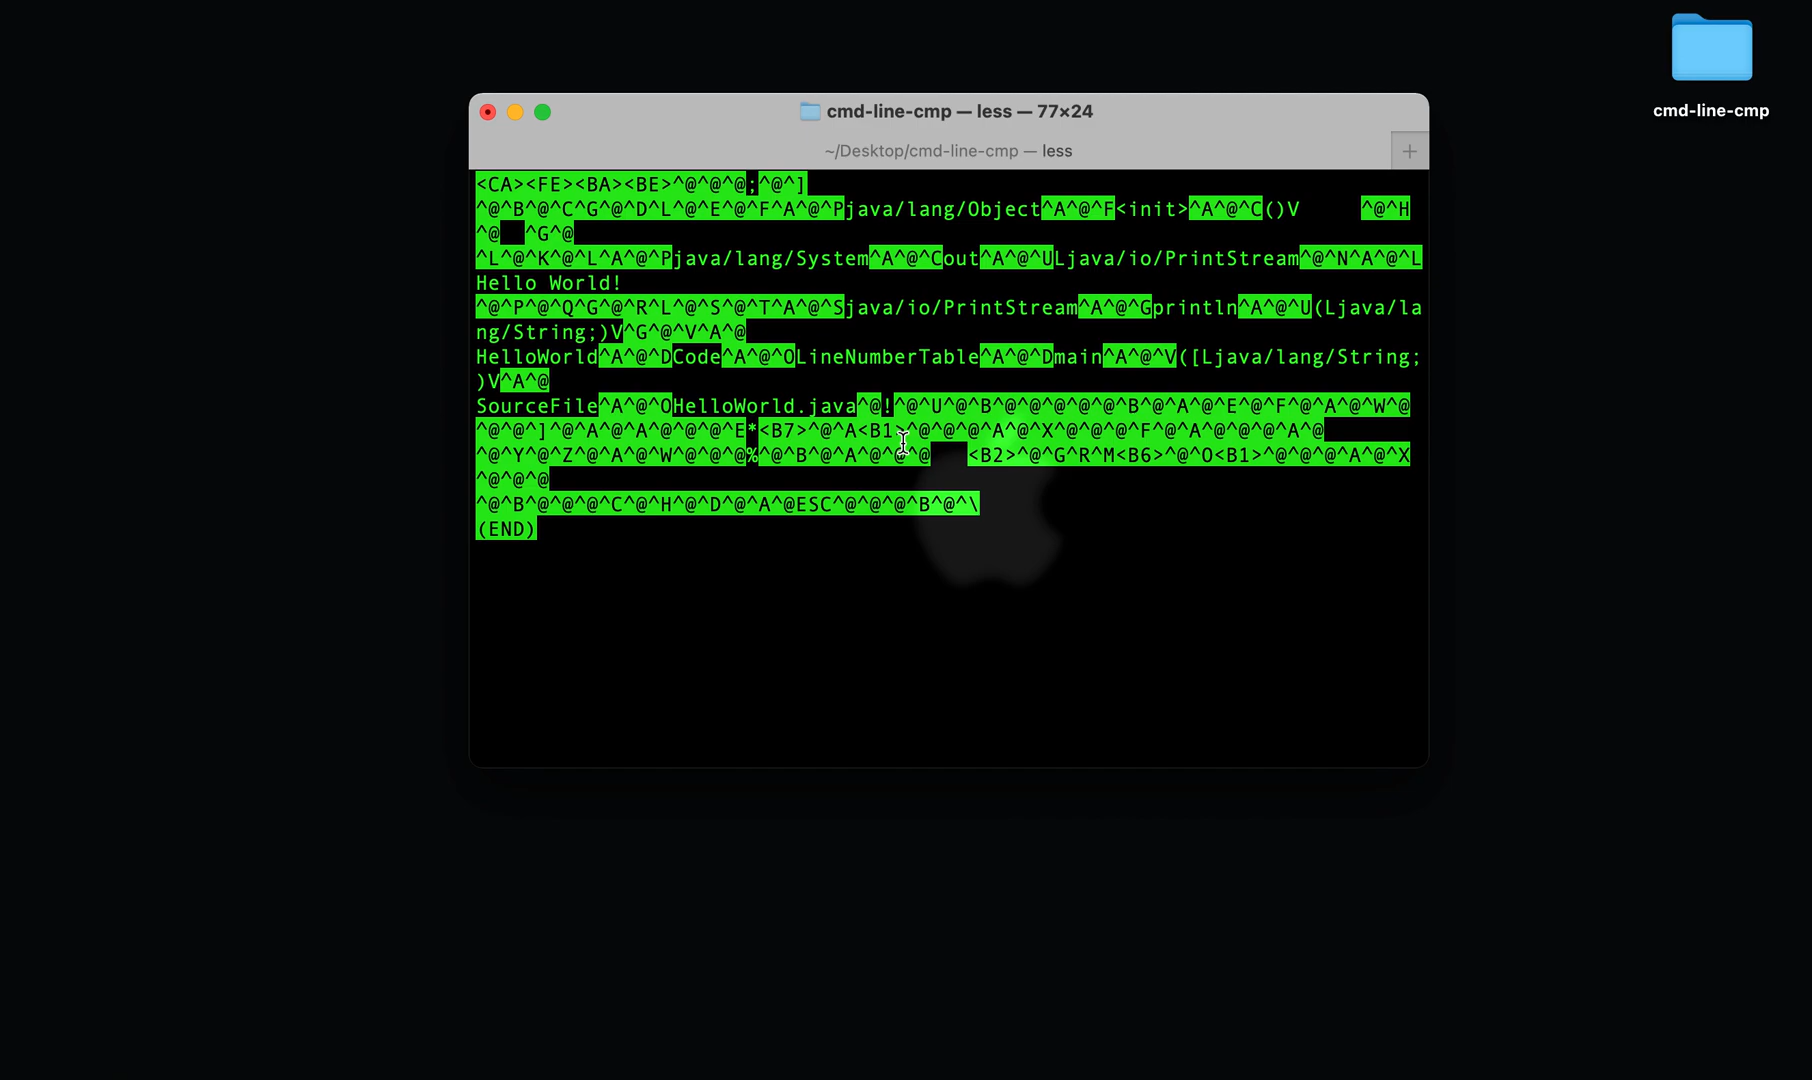 cmd-line-cmp — less — 77×24
cmd-line-cmp
~/Desktop/cmd-line-cmp — less
+
<CA><FE><BA><BE>^@^@^@;^@^]
^@^B^@^C^G^@^D^L^@^E^@^F^A^@^Pjava/lang/Object^A^@^F<init>^A^@^C()V     ^@^H
^@  ^G^@
^L^@^K^@^L^A^@^Pjava/lang/System^A^@^Cout^A^@^ULjava/io/PrintStream^@^N^A^@^L
Hello World!
^@^P^@^Q^G^@^R^L^@^S^@^T^A^@^Sjava/io/PrintStream^A^@^Gprintln^A^@^U(Ljava/la
ng/String;)V^G^@^V^A^@
HelloWorld^A^@^DCode^A^@^OLineNumberTable^A^@^Dmain^A^@^V([Ljava/lang/String;
)V^A^@
SourceFile^A^@^OHelloWorld.java^@!^@^U^@^B^@^@^@^@^@^B^@^A^@^E^@^F^@^A^@^W^@
^@^@^]^@^A^@^A^@^@^@^E*<B7>^@^A<B1>^@^@^@^A^@^X^@^@^@^F^@^A^@^@^@^A^@
^@^Y^@^Z^@^A^@^W^@^@^@%^@^B^@^A^@^@^@   <B2>^@^G^R^M<B6>^@^O<B1>^@^@^@^A^@^X
^@^@^@
^@^B^@^@^@^C^@^H^@^D^@^A^@ESC^@^@^@^B^@^\
(END)